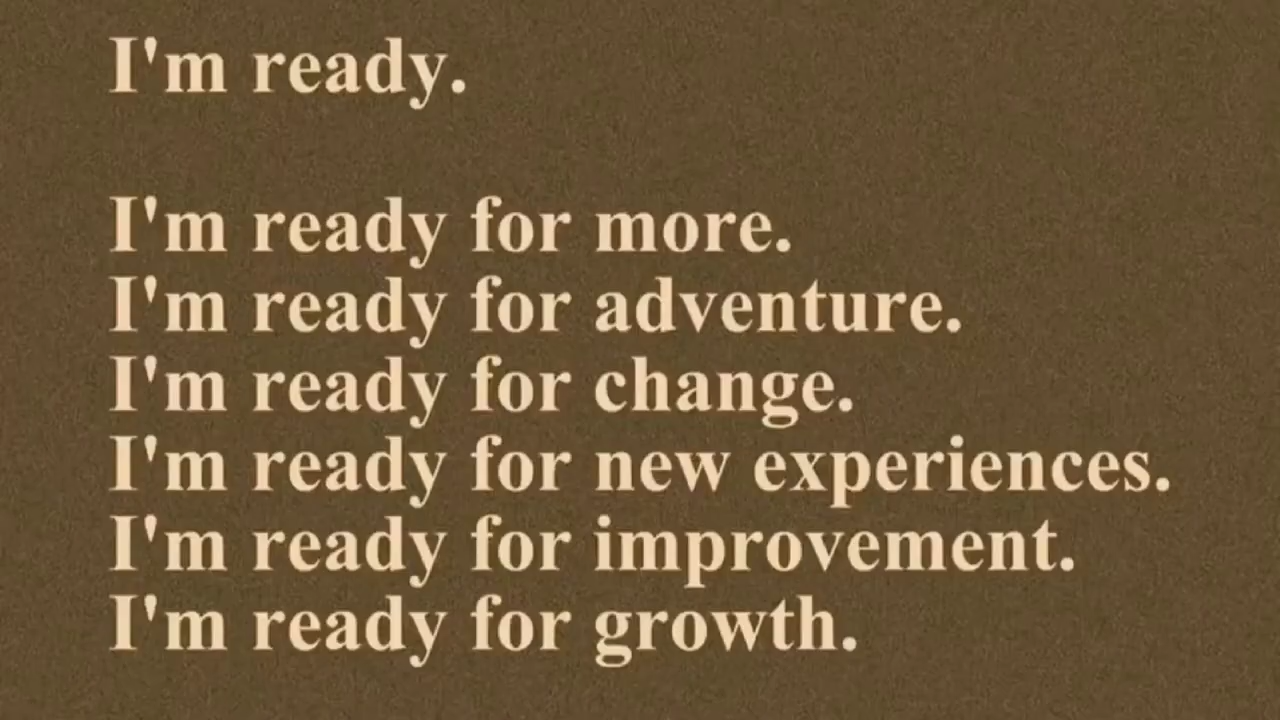 I'm ready.
I'm ready for more.
I'm ready for adventure.
I'm ready for change.
I'm ready for new experiences.
I'm ready for improvement.
I'm ready for growth.